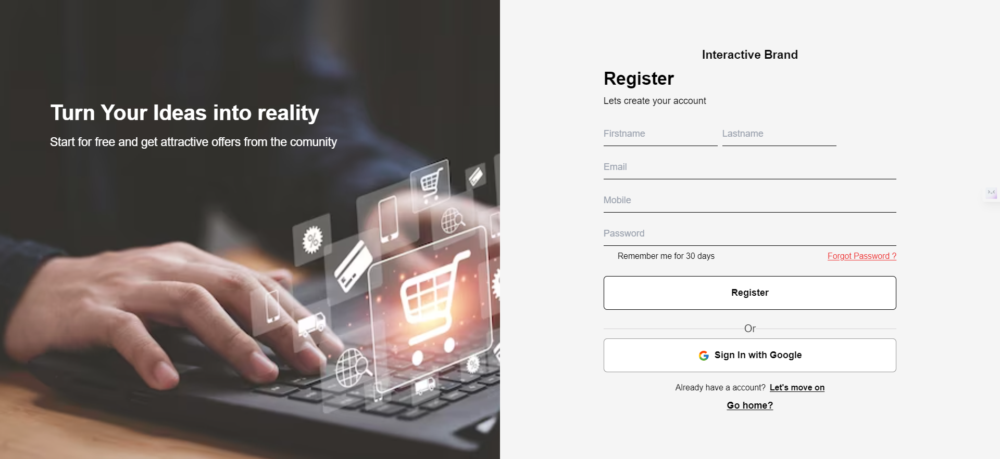 Turn Your Ideas into reality
Start for free and get attractive offers from the comunity
Interactive Brand
Register
Lets create your account
Firstname Lastname
Email
Mobile
Password
Remember me for 30 days Forgot Password ?
Register
Or
Sign In with Google
Already have a account? Let's move on
Go home?